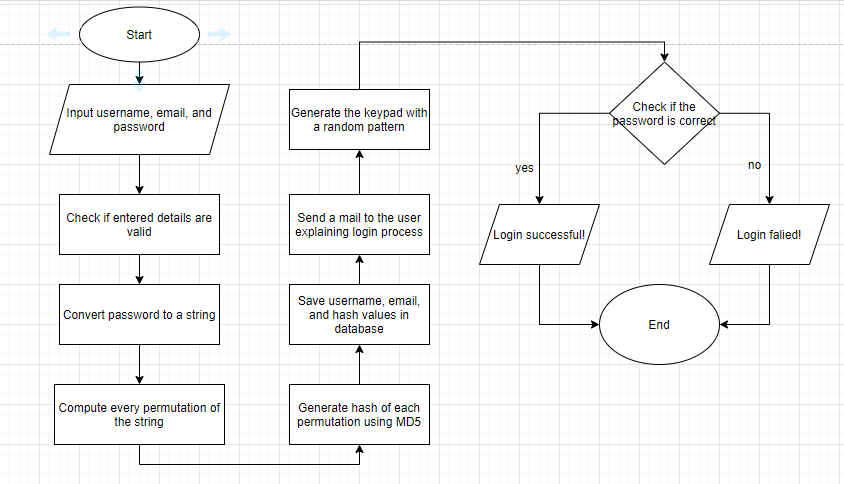 Start
Input username, email, and
password
Check if entered details are
valid
Convert password to a string
Compute every permutation of
the string
Generate hash of each
permutation using MD5
Save username, email,
and hash values in
database
Send a mail to the user
explaining login process
Generate the keypad with
a random pattern
Check if the
password is correct
yes
no
Login successful!
Login falied!
End